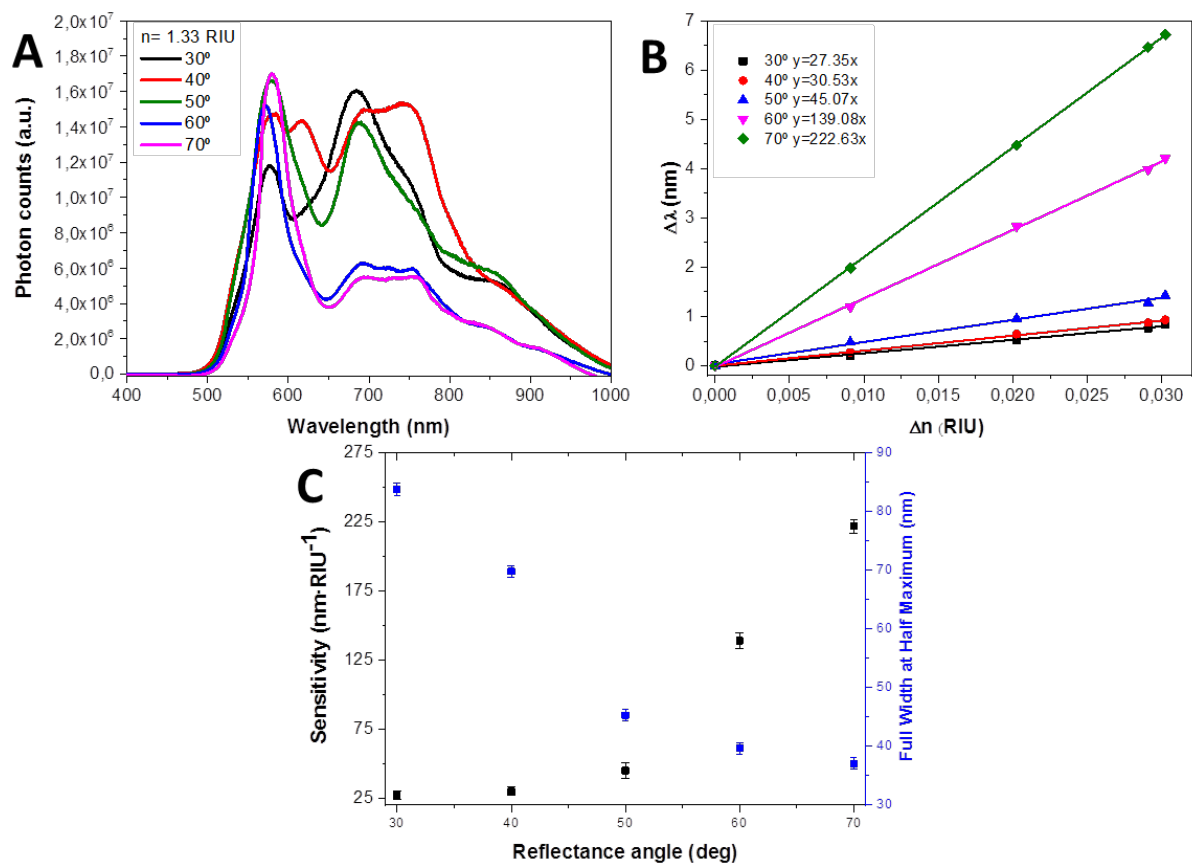 A
n= 1.33 RIU
30º
40º
50º
60º
70º
2,0x10⁷
1,8x10⁷
1,6x10⁷
1,4x10⁷
1,2x10⁷
1,0x10⁷
8,0x10⁶
6,0x10⁶
4,0x10⁶
2,0x10⁶
0,0
Photon counts (a.u.)
400 500 600 700 800 900 1000
Wavelength (nm)
B
30º y=27.35x
40º y=30.53x
50º y=45.07x
60º y=139.08x
70º y=222.63x
7
6
5
4
3
2
1
0
Δλ (nm)
0,000 0,005 0,010 0,015 0,020 0,025 0,030
Δn (RIU)
C
275
225
175
125
75
25
Sensitivity (nm·RIU⁻¹)
90
80
70
60
50
40
30
Full Width at Half Maximum (nm)
30 40 50 60 70
Reflectance angle (deg)